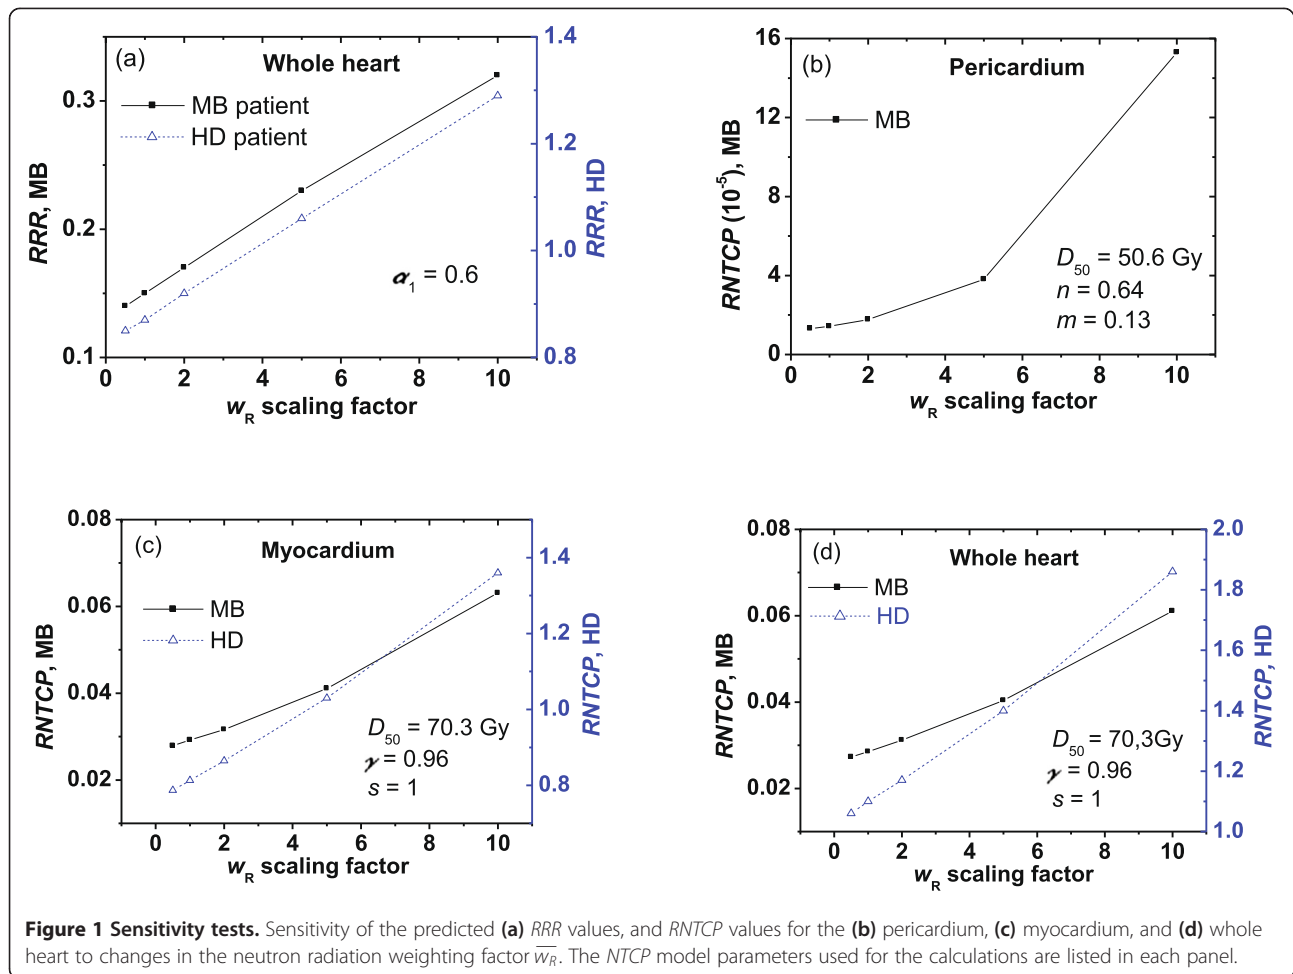 (a)
Whole heart
MB patient
HD patient
α1 = 0.6
RRR, MB
0.3
0.2
0.1
RRR, HD
1.4
1.2
1.0
0.8
0 2 4 6 8 10
wR scaling factor
(b)
Pericardium
MB
D50 = 50.6 Gy
n = 0.64
m = 0.13
RNTCP (10-5), MB
16
12
8
4
0
0 2 4 6 8 10
wR scaling factor
(c)
Myocardium
MB
HD
D50 = 70.3 Gy
γ = 0.96
s = 1
RNTCP, MB
0.08
0.06
0.04
0.02
RNTCP, HD
1.4
1.2
1.0
0.8
0 2 4 6 8 10
wR scaling factor
(d)
Whole heart
MB
HD
D50 = 70,3Gy
γ = 0.96
s = 1
RNTCP, MB
0.08
0.06
0.04
0.02
RNTCP, HD
2.0
1.8
1.6
1.4
1.2
1.0
0 2 4 6 8 10
wR scaling factor
Figure 1 Sensitivity tests. Sensitivity of the predicted (a) RRR values, and RNTCP values for the (b) pericardium, (c) myocardium, and (d) whole
heart to changes in the neutron radiation weighting factor w̅R̅. The NTCP model parameters used for the calculations are listed in each panel.